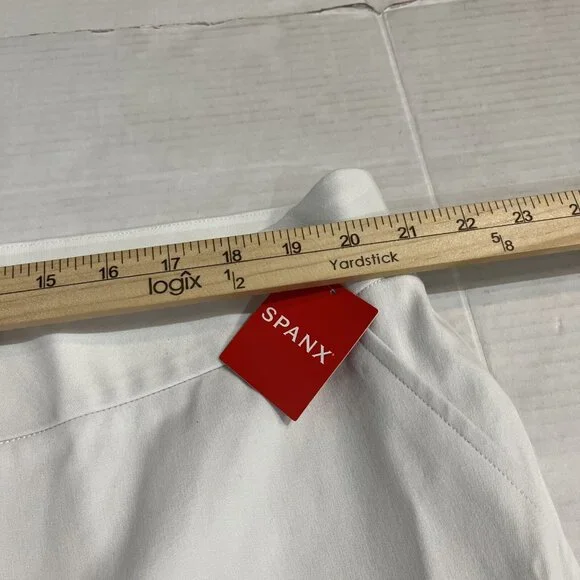 15 16 17 18 19 20 21 22 23
logix 1/2 Yardstick 5/8
SPANX